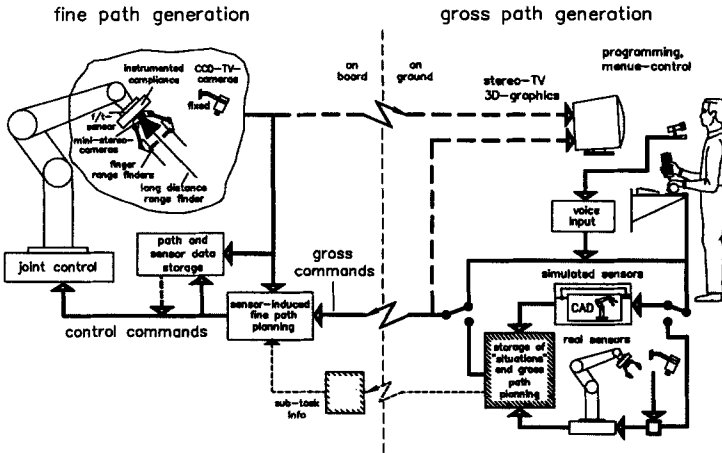 fine path generation
gross path generation
instrumented
compliance
CCD-TV-
cameras
fixed
f/t-
sensor
mini-stereo-
cameras
finger
range finders
long distance
range finder
on
board
on
ground
stereo-TV
3D-graphics
programming,
menue-control
voice
input
joint control
path and
sensor data
storage
gross
commands
control commands
sensor-induced
fine path
planning
sub-task
info
simulated sensors
CAD
real sensors
storage of
"situations"
and gross
path
planning